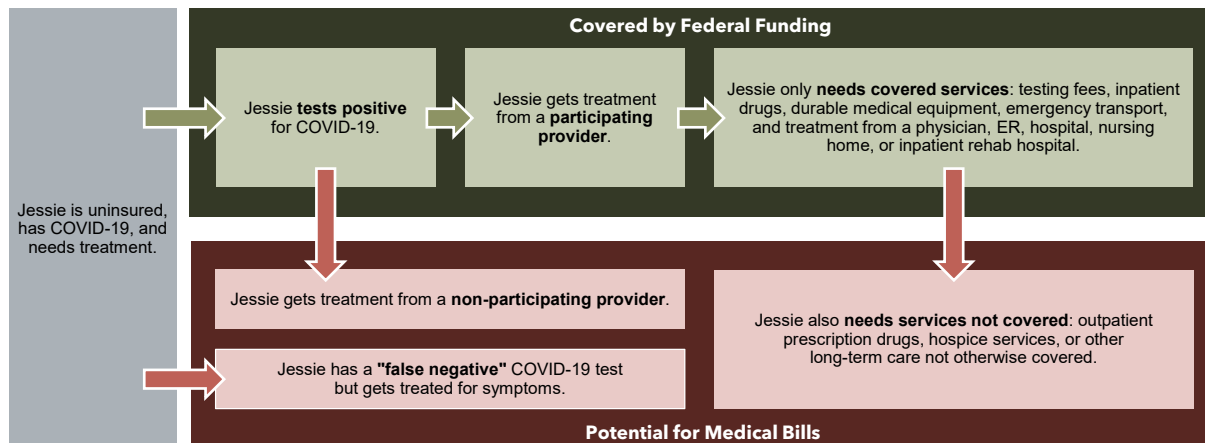 Covered by Federal Funding
Jessie is uninsured,
has COVID-19, and
needs treatment.
Jessie tests positive
for COVID-19.
Jessie gets treatment
from a participating
provider.
Jessie only needs covered services: testing fees, inpatient
drugs, durable medical equipment, emergency transport,
and treatment from a physician, ER, hospital, nursing
home, or inpatient rehab hospital.
Jessie gets treatment from a non-participating provider.
Jessie has a "false negative" COVID-19 test
but gets treated for symptoms.
Jessie also needs services not covered: outpatient
prescription drugs, hospice services, or other
long-term care not otherwise covered.
Potential for Medical Bills